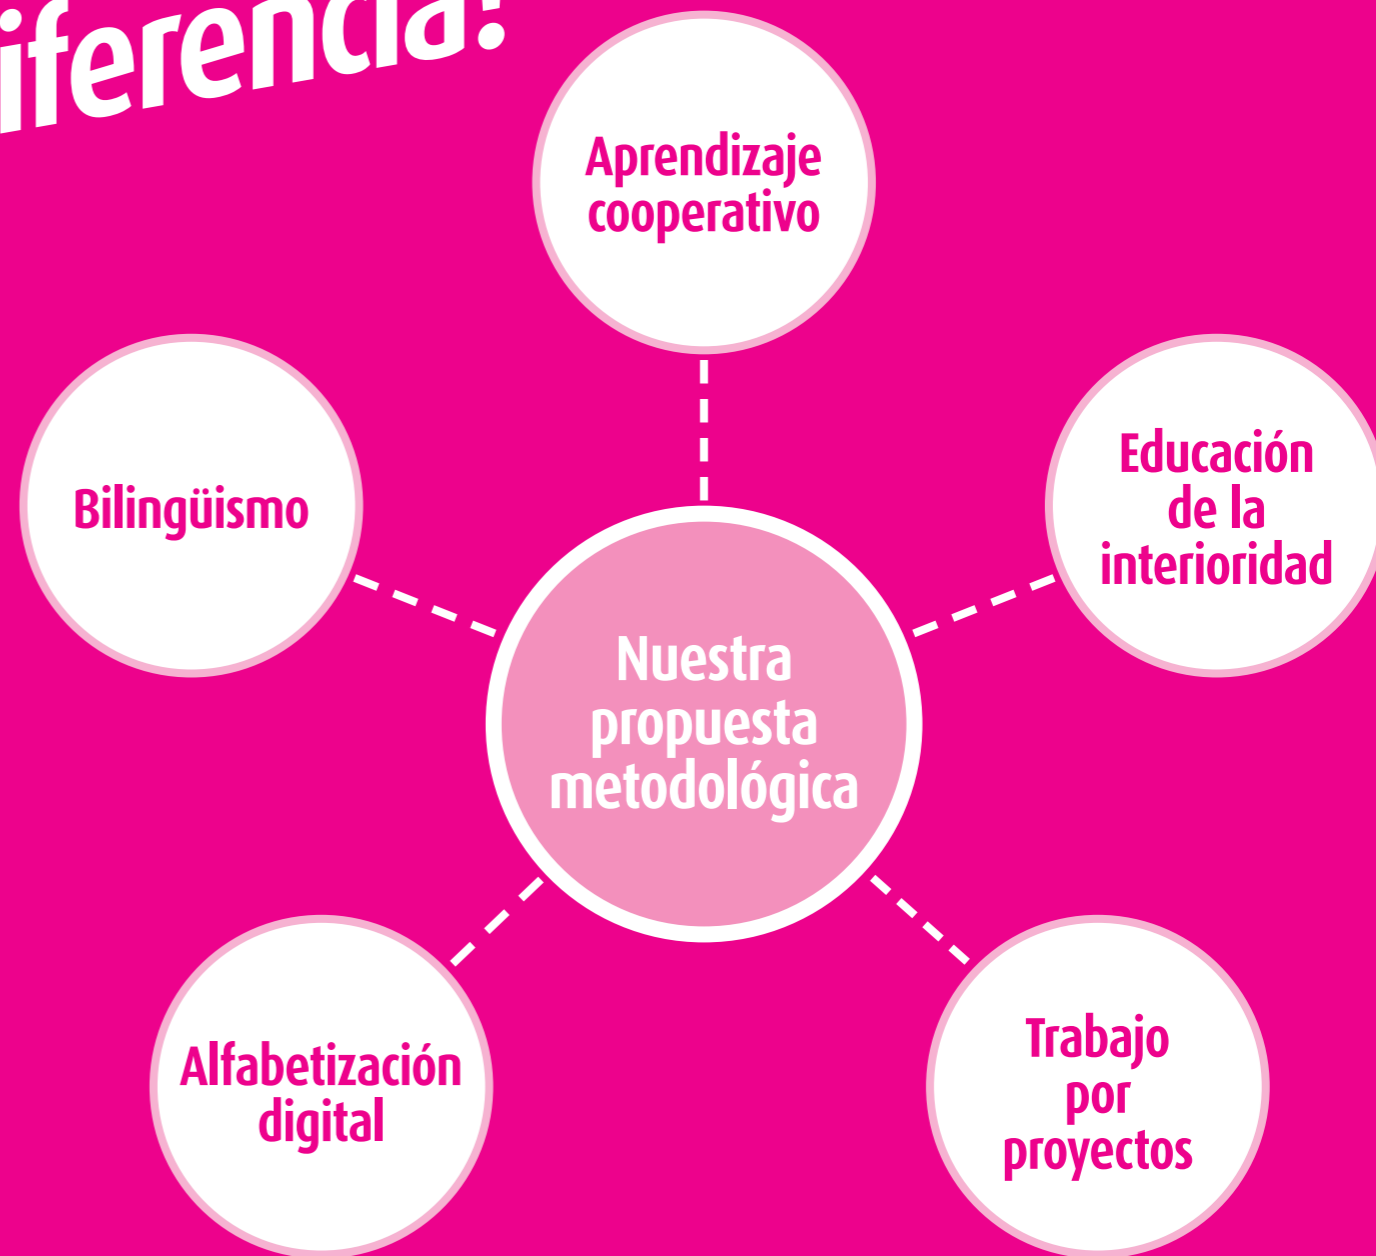 iferencia!
Aprendizaje
cooperativo
Bilingüismo
Educación
de la
interioridad
Nuestra
propuesta
metodológica
Alfabetización
digital
Trabajo
por
proyectos